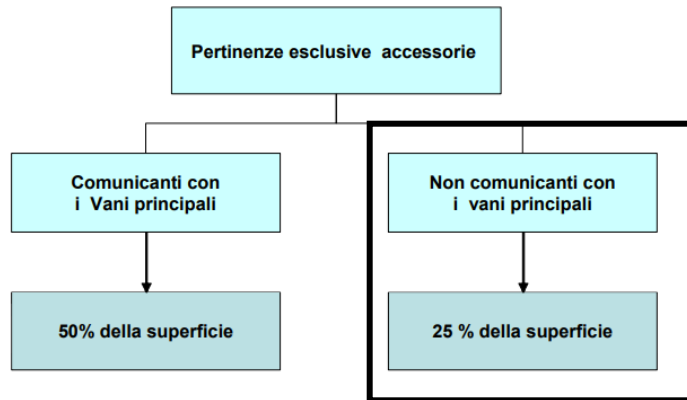 Pertinenze esclusive accessorie
Comunicanti con
i Vani principali
Non comunicanti con
i vani principali
50% della superficie
25 % della superficie